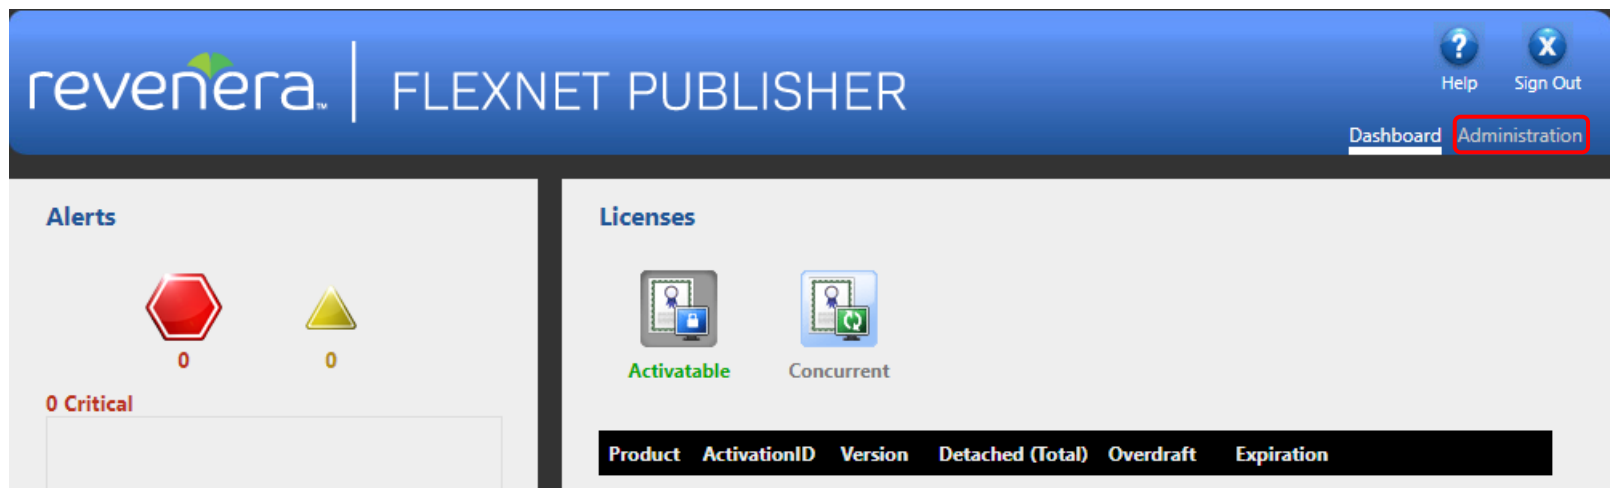 revenera™ FLEXNET PUBLISHER
? X
Help Sign Out
Dashboard Administration
Alerts
0 0
0 Critical
Licenses
Activatable Concurrent
Product ActivationID Version Detached (Total) Overdraft Expiration